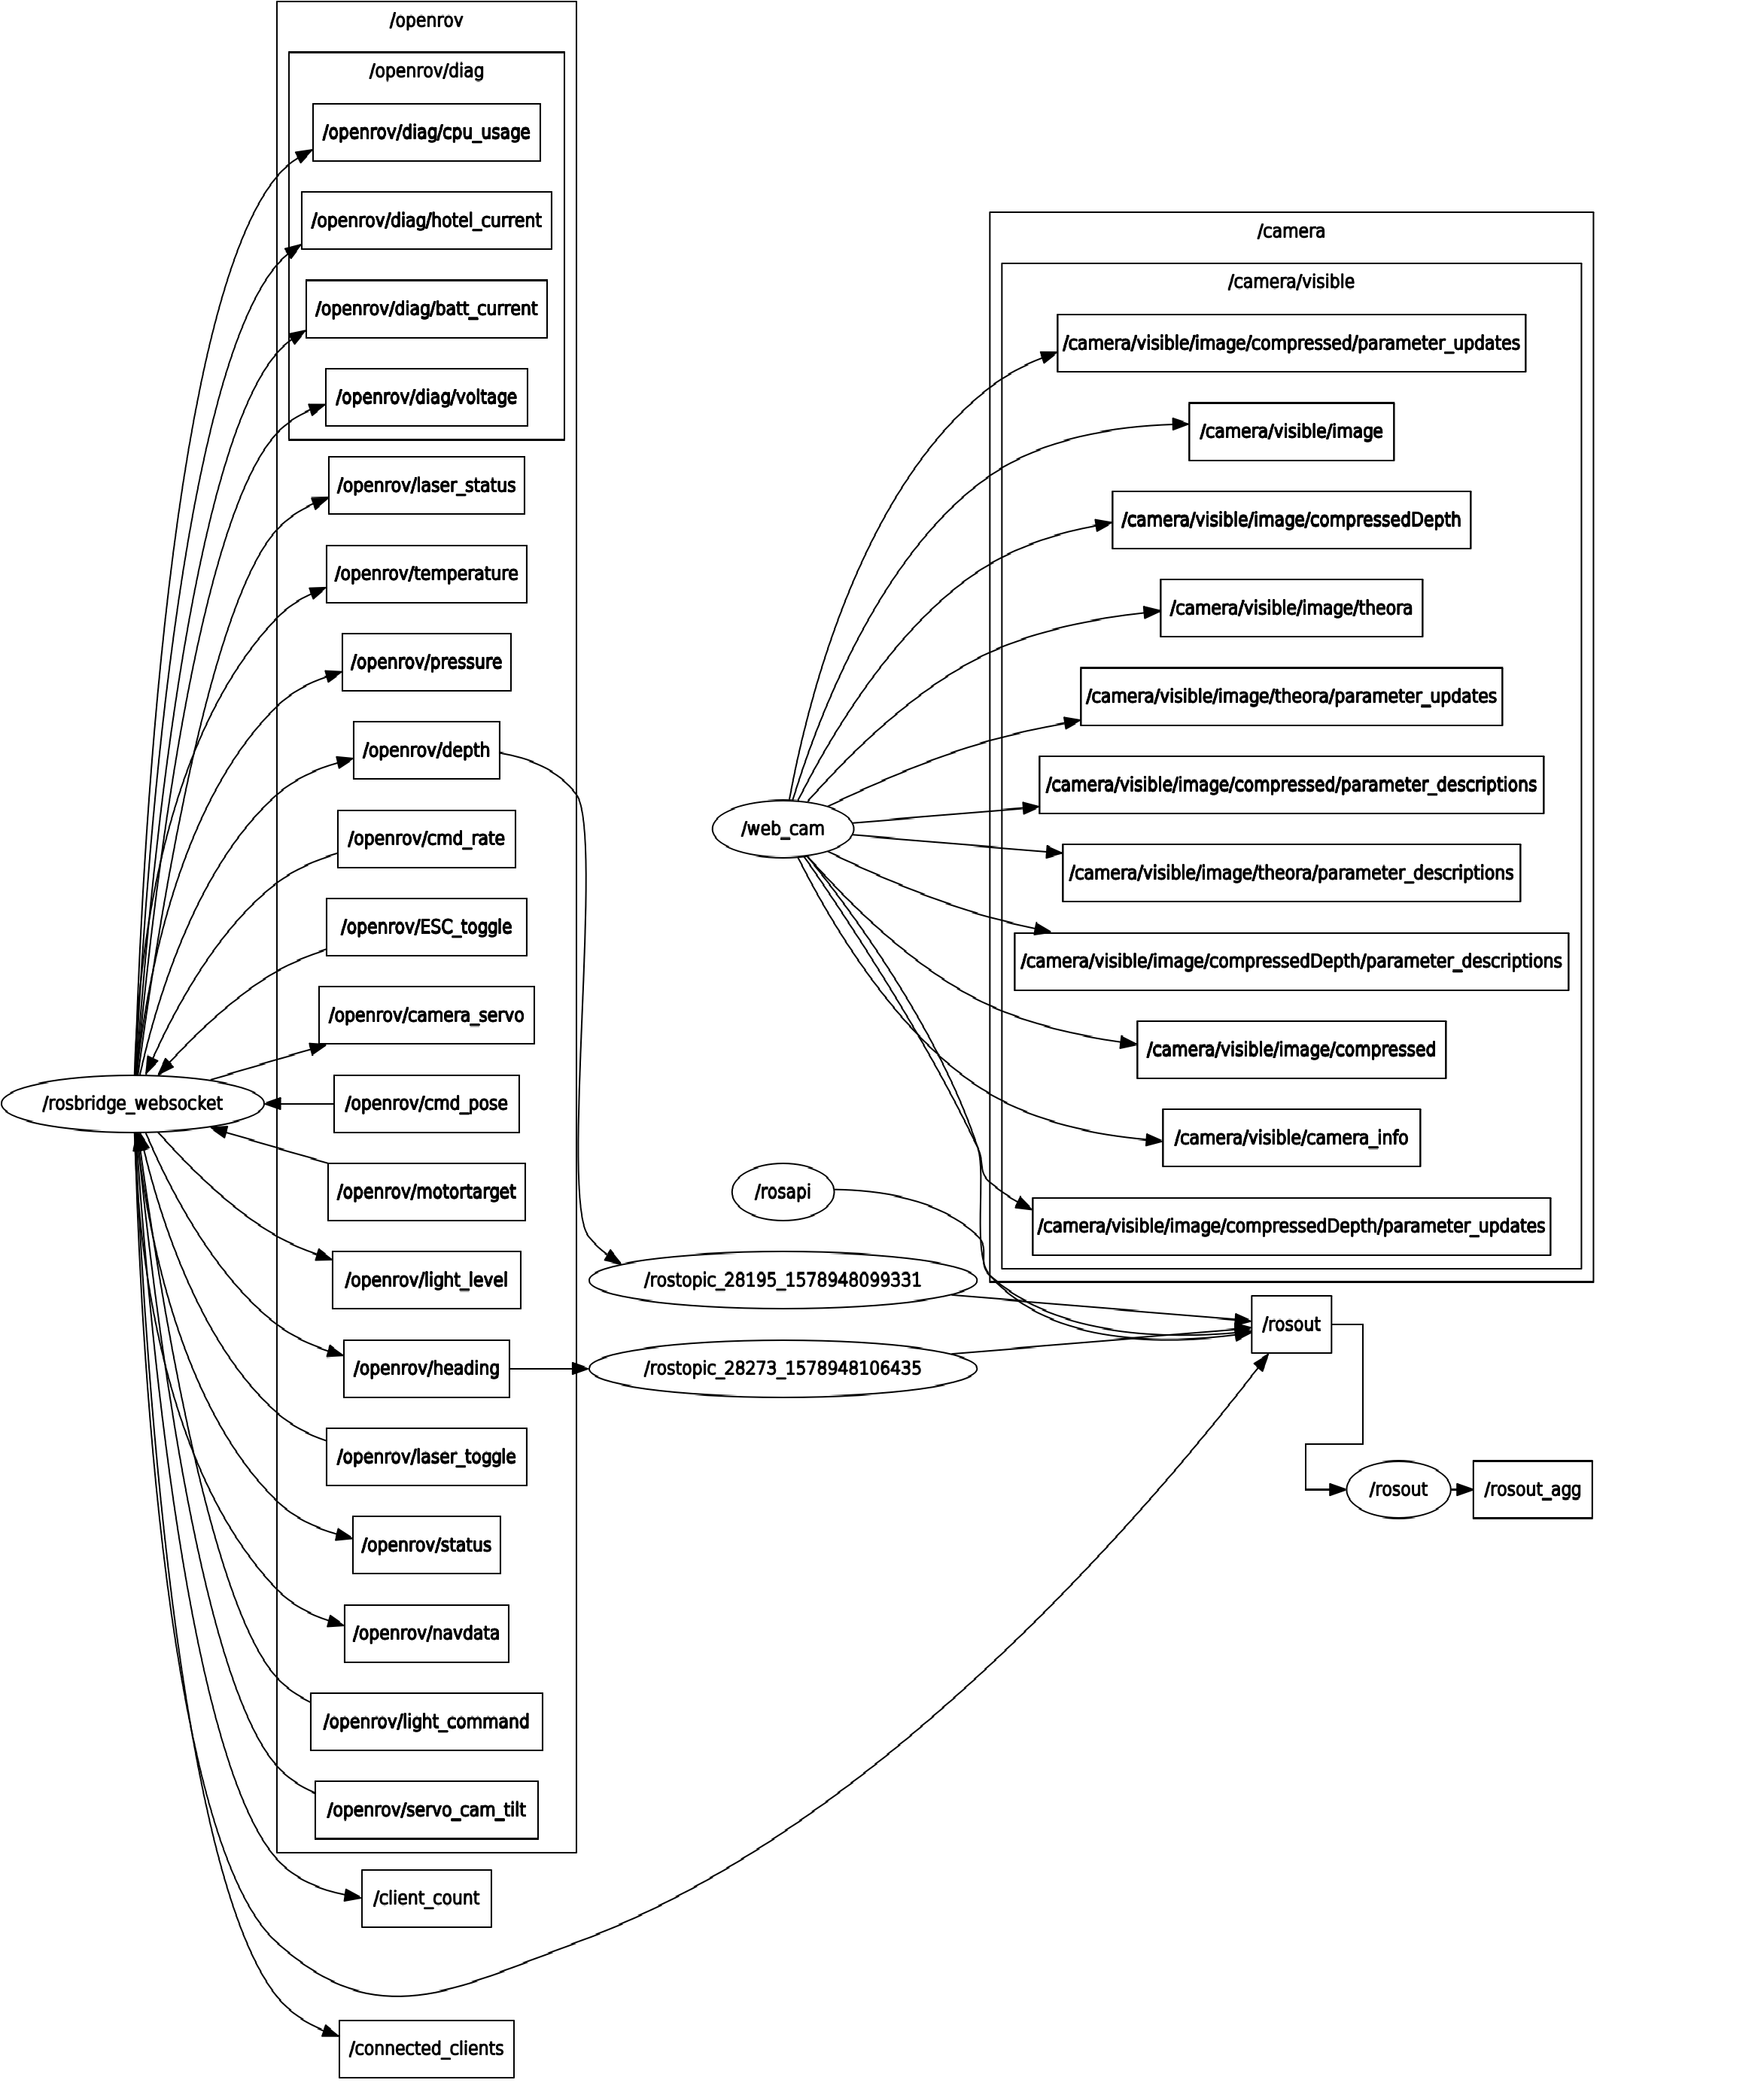 /openrov
/openrov/diag
/openrov/diag/cpu_usage
/openrov/diag/hotel_current
/openrov/diag/batt_current
/openrov/diag/voltage
/openrov/laser_status
/openrov/temperature
/openrov/pressure
/openrov/depth
/openrov/cmd_rate
/openrov/ESC_toggle
/openrov/camera_servo
/rosbridge_websocket
/openrov/cmd_pose
/openrov/motortarget
/openrov/light_level
/openrov/heading
/openrov/laser_toggle
/openrov/status
/openrov/navdata
/openrov/light_command
/openrov/servo_cam_tilt
/client_count
/connected_clients
/web_cam
/rosapi
/rostopic_28195_1578948099331
/rostopic_28273_1578948106435
/camera
/camera/visible
/camera/visible/image/compressed/parameter_updates
/camera/visible/image
/camera/visible/image/compressedDepth
/camera/visible/image/theora
/camera/visible/image/theora/parameter_updates
/camera/visible/image/compressed/parameter_descriptions
/camera/visible/image/theora/parameter_descriptions
/camera/visible/image/compressedDepth/parameter_descriptions
/camera/visible/image/compressed
/camera/visible/camera_info
/camera/visible/image/compressedDepth/parameter_updates
/rosout
/rosout
/rosout_agg